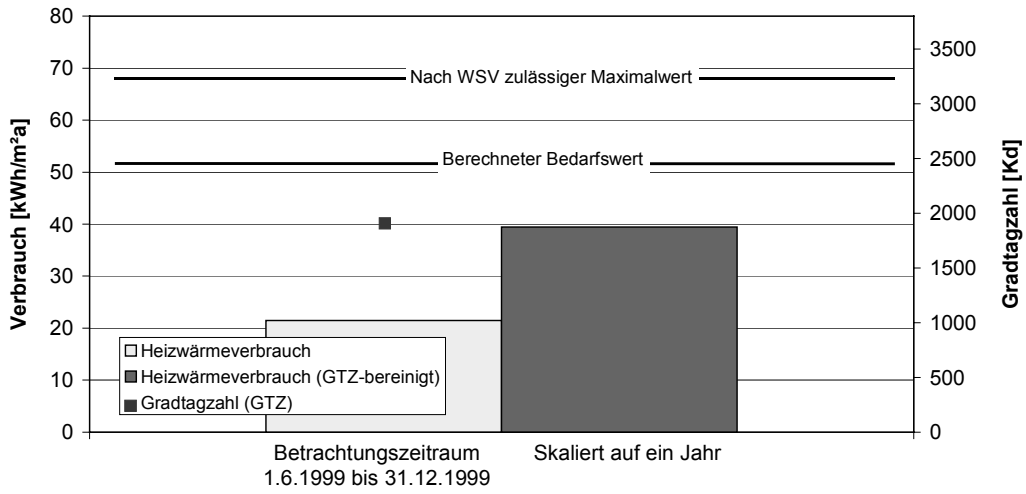 80
70
60
50
40
30
20
10
0
Verbrauch [kWh/m²a]
Nach WSV zulässiger Maximalwert
Berechneter Bedarfswert
Heizwärmeverbrauch
Heizwärmeverbrauch (GTZ-bereinigt)
Gradtagzahl (GTZ)
Betrachtungszeitraum
1.6.1999 bis 31.12.1999
Skaliert auf ein Jahr
3500
3000
2500
2000
1500
1000
500
0
Gradtagzahl [Kd]